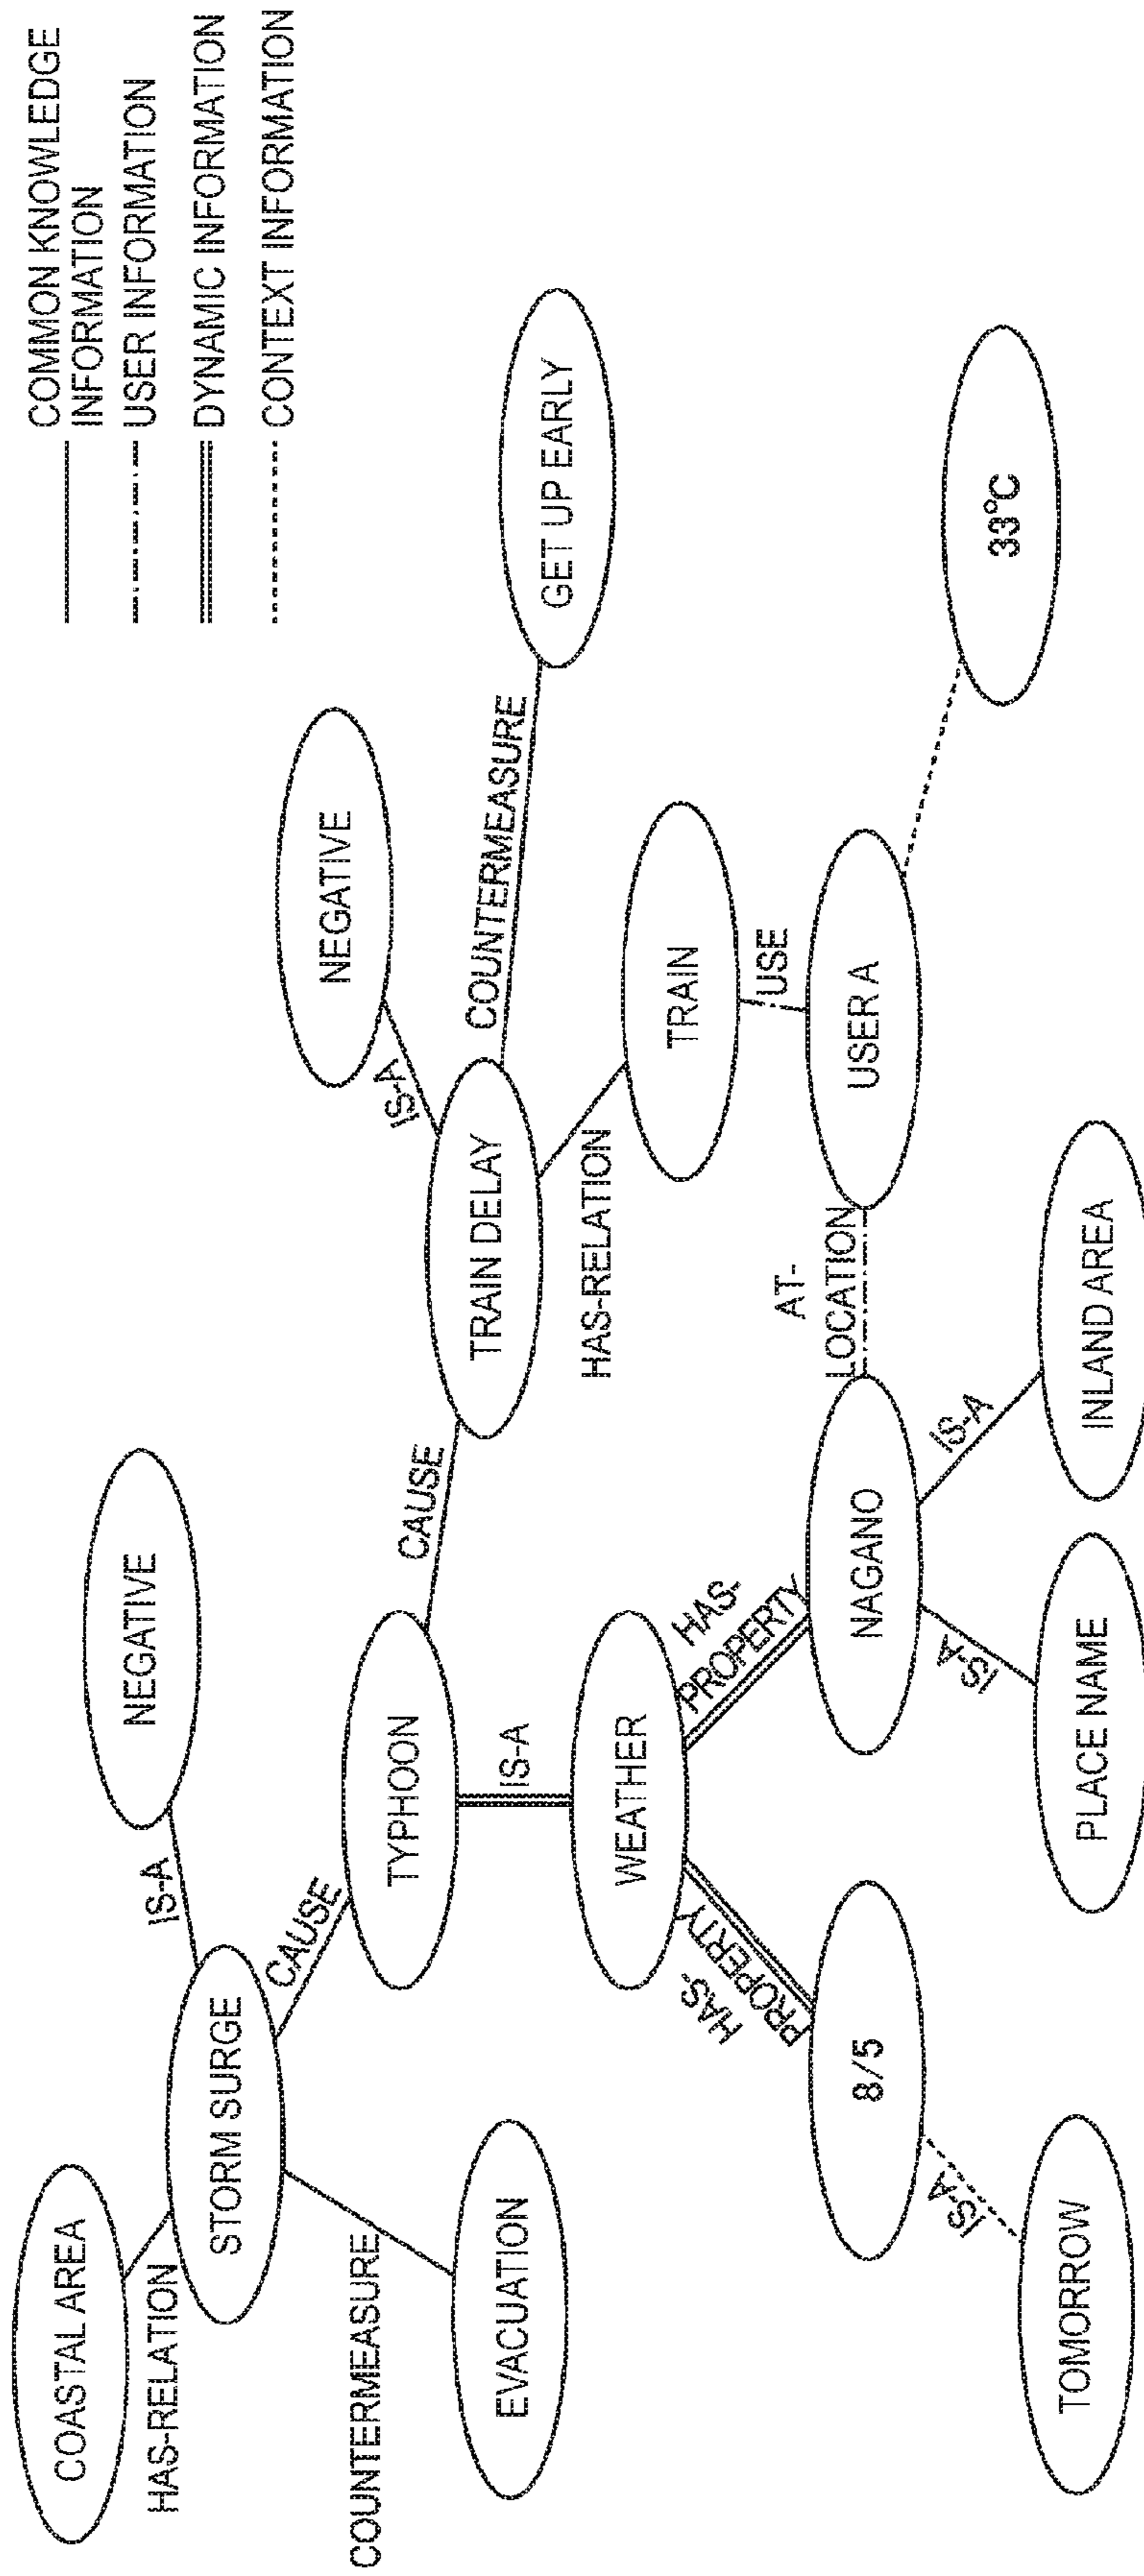 COMMON KNOWLEDGE
INFORMATION
USER INFORMATION
DYNAMIC INFORMATION
CONTEXT INFORMATION
COASTAL AREA
HAS-RELATION
STORM SURGE
IS-A
NEGATIVE
COUNTERMEASURE
EVACUATION
CAUSE
TYPHOON
CAUSE
TRAIN DELAY
IS-A
NEGATIVE
COUNTERMEASURE
GET UP EARLY
HAS-RELATION
TRAIN
USE
USER A
33°C
IS-A
WEATHER
HAS-
PROPERTY
8/5
IS-A
TOMORROW
HAS-
PROPERTY
NAGANO
AT-
LOCATION
IS-A
PLACE NAME
IS-A
INLAND AREA